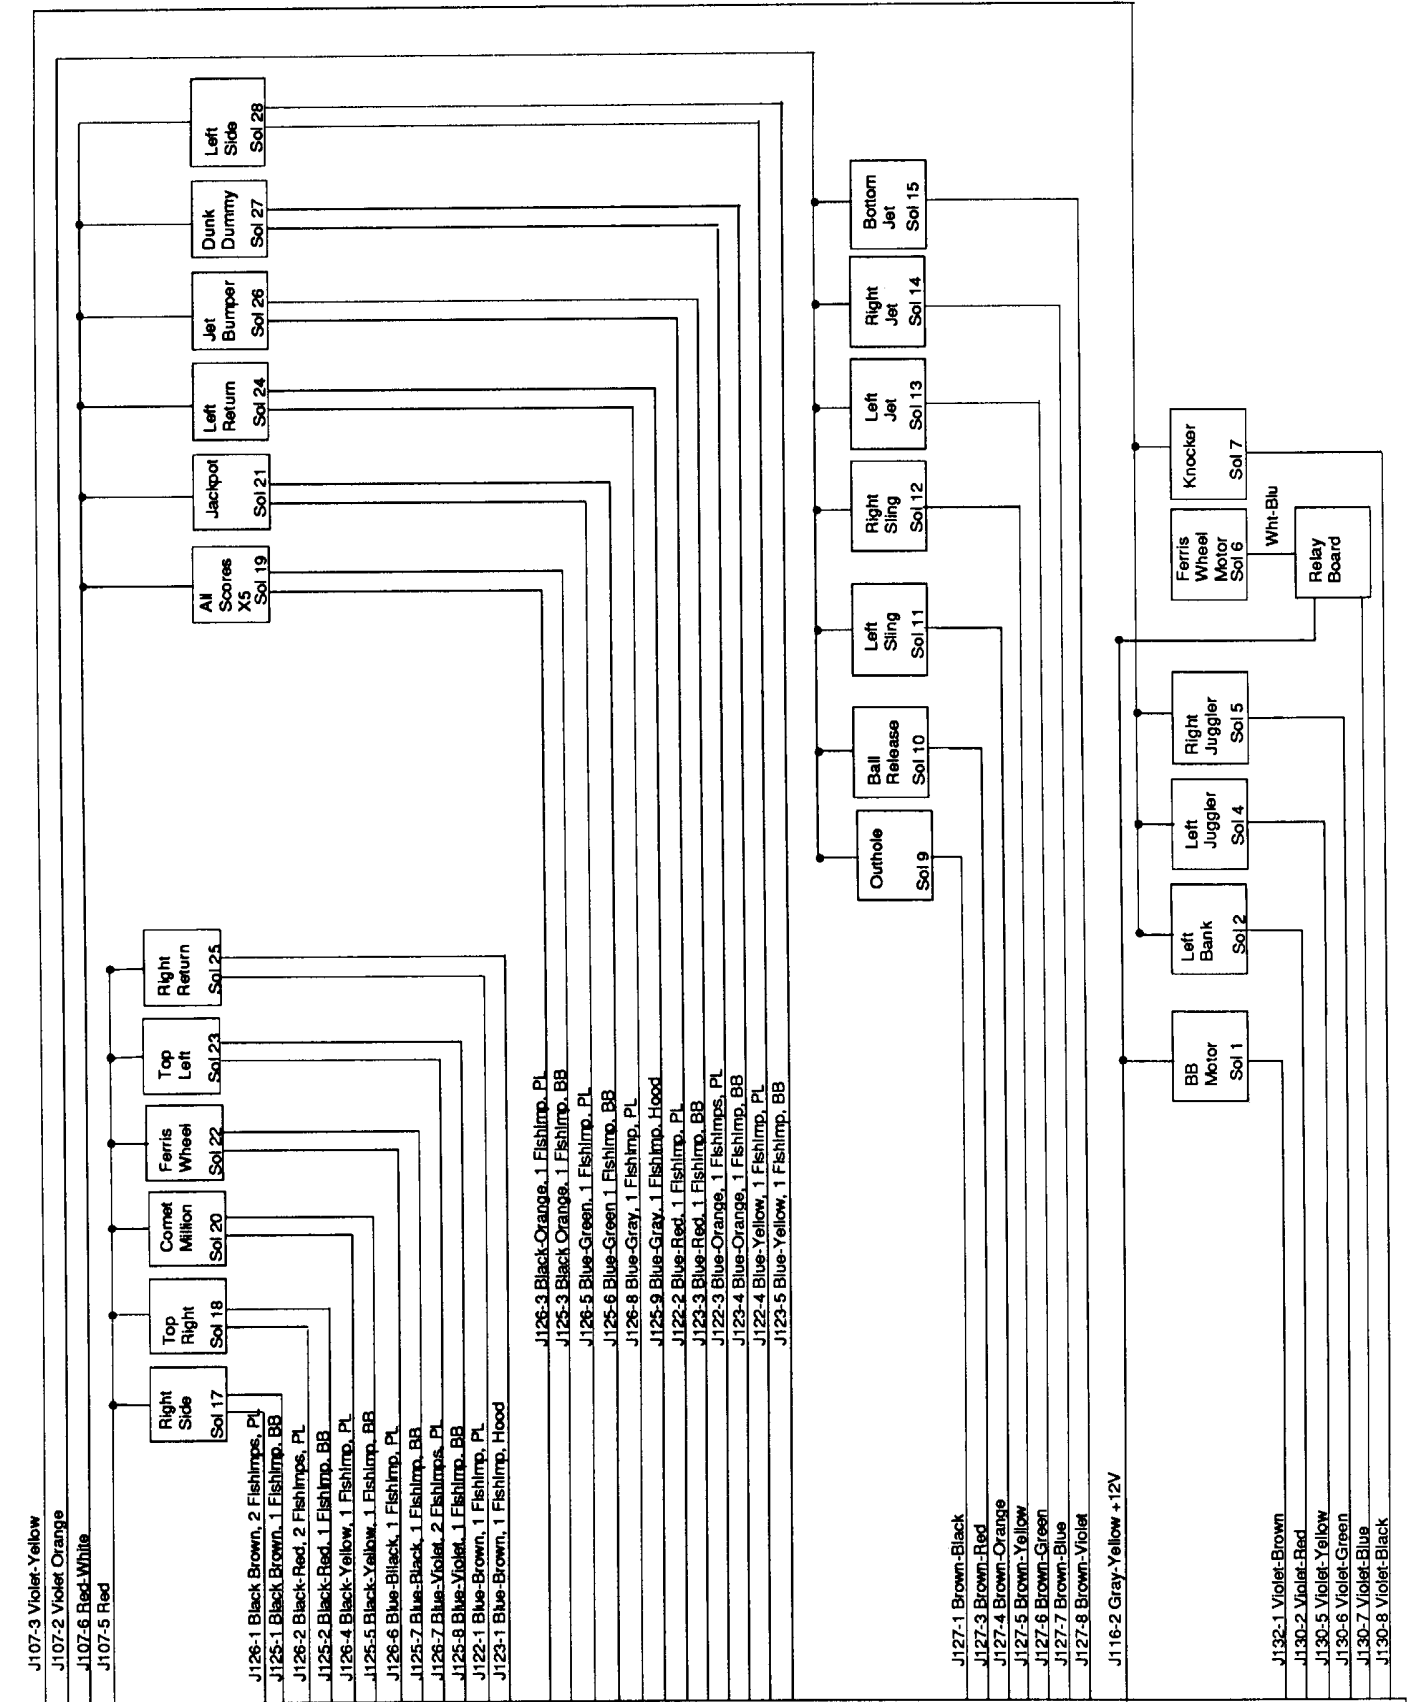 J107-3 Violet-Yellow
J107-2 Violet Orange
J107-6 Red-White
J107-5 Red
Right
Side
Sol 17
Top
Right
Sol 18
Comet
Million
Sol 20
Ferris
Wheel
Sol 22
Top
Left
Sol 23
Right
Return
Sol 25
All
Scores
X5
Sol 19
Jackpot
Sol 21
Left
Return
Sol 24
Jet
Bumper
Sol 26
Dunk
Dummy
Sol 27
Left
Side
Sol 28
J126-1 Black Brown, 2 Flshlmps, PL
J125-1 Black Brown, 1 Flshlmp, BB
J126-2 Black-Red, 2 Flshlmps, PL
J125-2 Black-Red, 1 Flshlmp, BB
J126-4 Black-Yellow, 1 Flshlmp, PL
J125-5 Black-Yellow, 1 Flshlmp, BB
J126-6 Blue-Black, 1 Flshlmp, PL
J125-7 Blue-Black, 1 Flshlmp, BB
J126-7 Blue-Violet, 2 Flshlmps, PL
J125-8 Blue-Violet, 1 Flshlmp, BB
J122-1 Blue-Brown, 1 Flshlmp, PL
J123-1 Blue-Brown, 1 Flshlmp, Hood
J126-3 Black-Orange, 1 Flshlmp, PL
J125-3 Black Orange, 1 Flshlmp, BB
J126-5 Blue-Green, 1 Flshlmp, PL
J125-6 Blue-Green 1 Flshlmp, BB
J126-8 Blue-Gray, 1 Flshlmp, PL
J125-9 Blue-Gray, 1 Flshlmp, Hood
J122-2 Blue-Red, 1 Flshlmp, PL
J123-3 Blue-Red, 1 Flshlmp, BB
J122-3 Blue-Orange, 1 Flshlmps, PL
J123-4 Blue-Orange, 1 Flshlmp, BB
J122-4 Blue-Yellow, 1 Flshlmp, PL
J123-5 Blue-Yellow, 1 Flshlmp, BB
Outhole
Sol 9
Ball
Release
Sol 10
Left
Sling
Sol 11
Right
Sling
Sol 12
Left
Jet
Sol 13
Right
Jet
Sol 14
Bottom
Jet
Sol 15
J127-1 Brown-Black
J127-3 Brown-Red
J127-4 Brown-Orange
J127-5 Brown-Yellow
J127-6 Brown-Green
J127-7 Brown-Blue
J127-8 Brown-Violet
J116-2 Gray-Yellow +12V
BB
Motor
Sol 1
Left
Bank
Sol 2
Left
Juggler
Sol 4
Right
Juggler
Sol 5
Ferris
Wheel
Motor
Sol 6
Knocker
Sol 7
Wht-Blu
Relay
Board
J132-1 Violet-Brown
J130-2 Violet-Red
J130-5 Violet-Yellow
J130-6 Violet-Green
J130-7 Violet-Blue
J130-8 Violet-Black